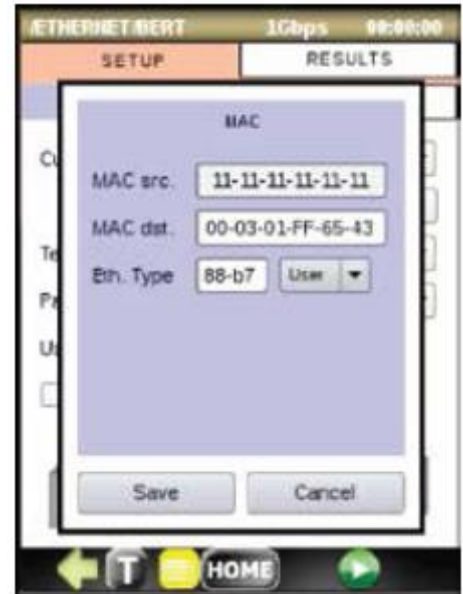 /ETHERNET/BERT 1Gbps 00:00:00
SETUP RESULTS
MAC
MAC src. 11-11-11-11-11-11
MAC dst. 00-03-01-FF-65-43
Eth. Type 88-b7 User
Save Cancel
T HOME